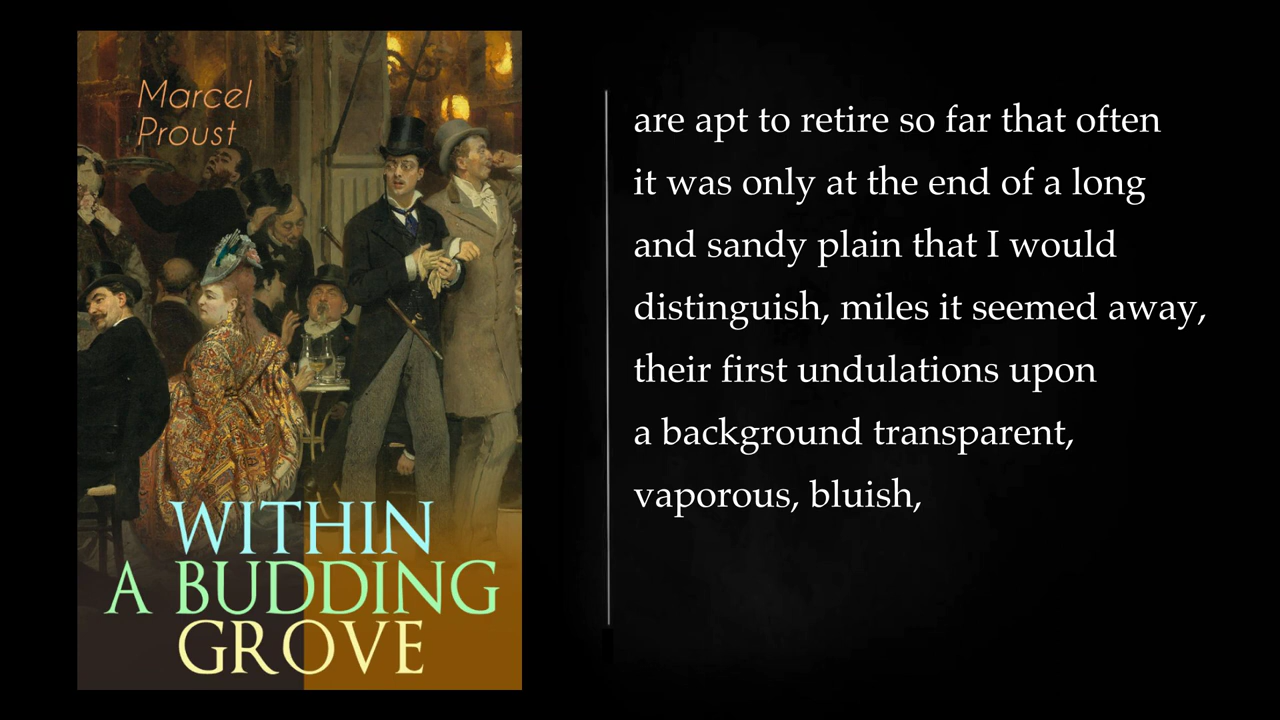 Marcel
Proust
WITHIN
A BUDDING
GROVE
are apt to retire so far that often
it was only at the end of a long
and sandy plain that I would
distinguish, miles it seemed away,
their first undulations upon
a background transparent,
vaporous, bluish,